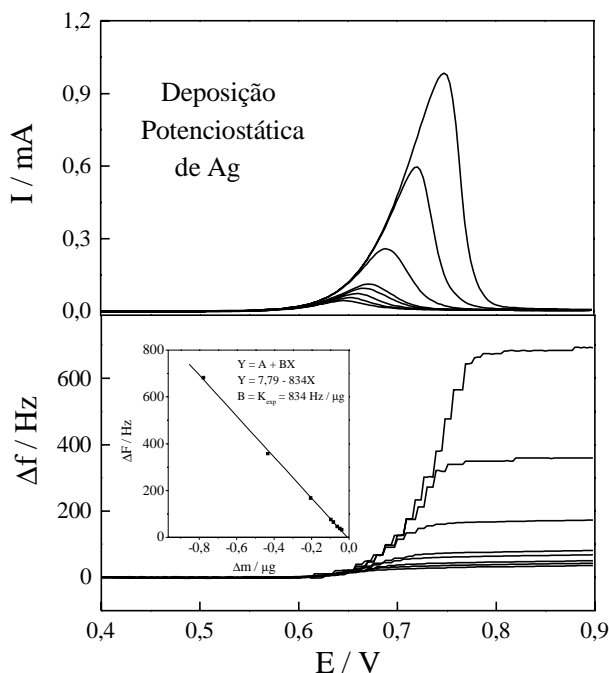 1,2
0,9
0,6
0,3
0,0
I / mA
Deposição
Potenciostática
de Ag
600
400
200
0
Δf / Hz
800
600
400
200
0
ΔF / Hz
Y = A + BX
Y = 7,79 - 834X
B = K_exp = 834 Hz / μg
-0,8 -0,6 -0,4 -0,2 0,0
Δm / μg
0,4 0,5 0,6 0,7 0,8 0,9
E / V